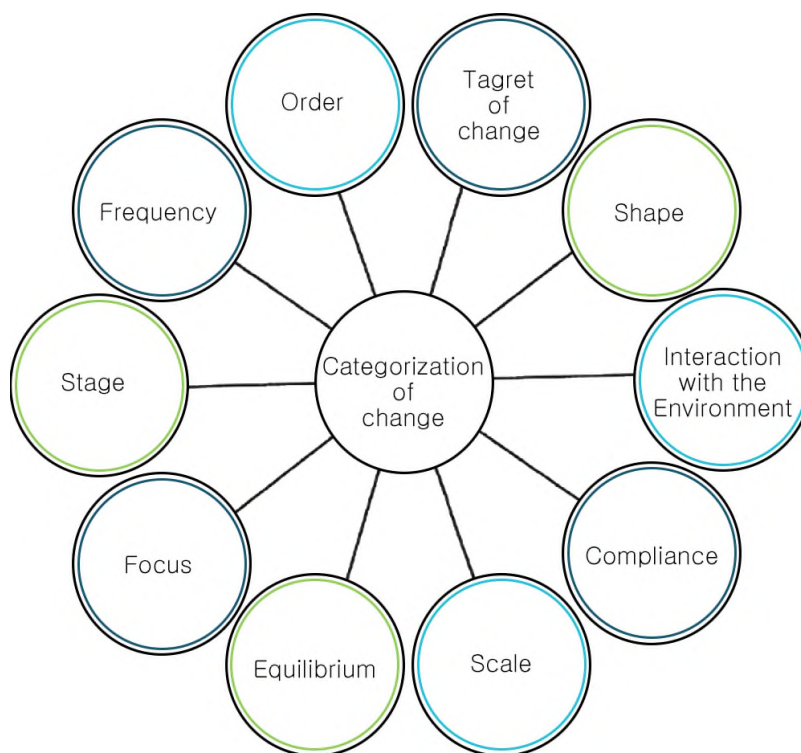 Order
Tagret
of
change
Frequency
Shape
Categorization
of
change
Stage
Interaction
with the
Environment
Focus
Compliance
Equilibrium
Scale